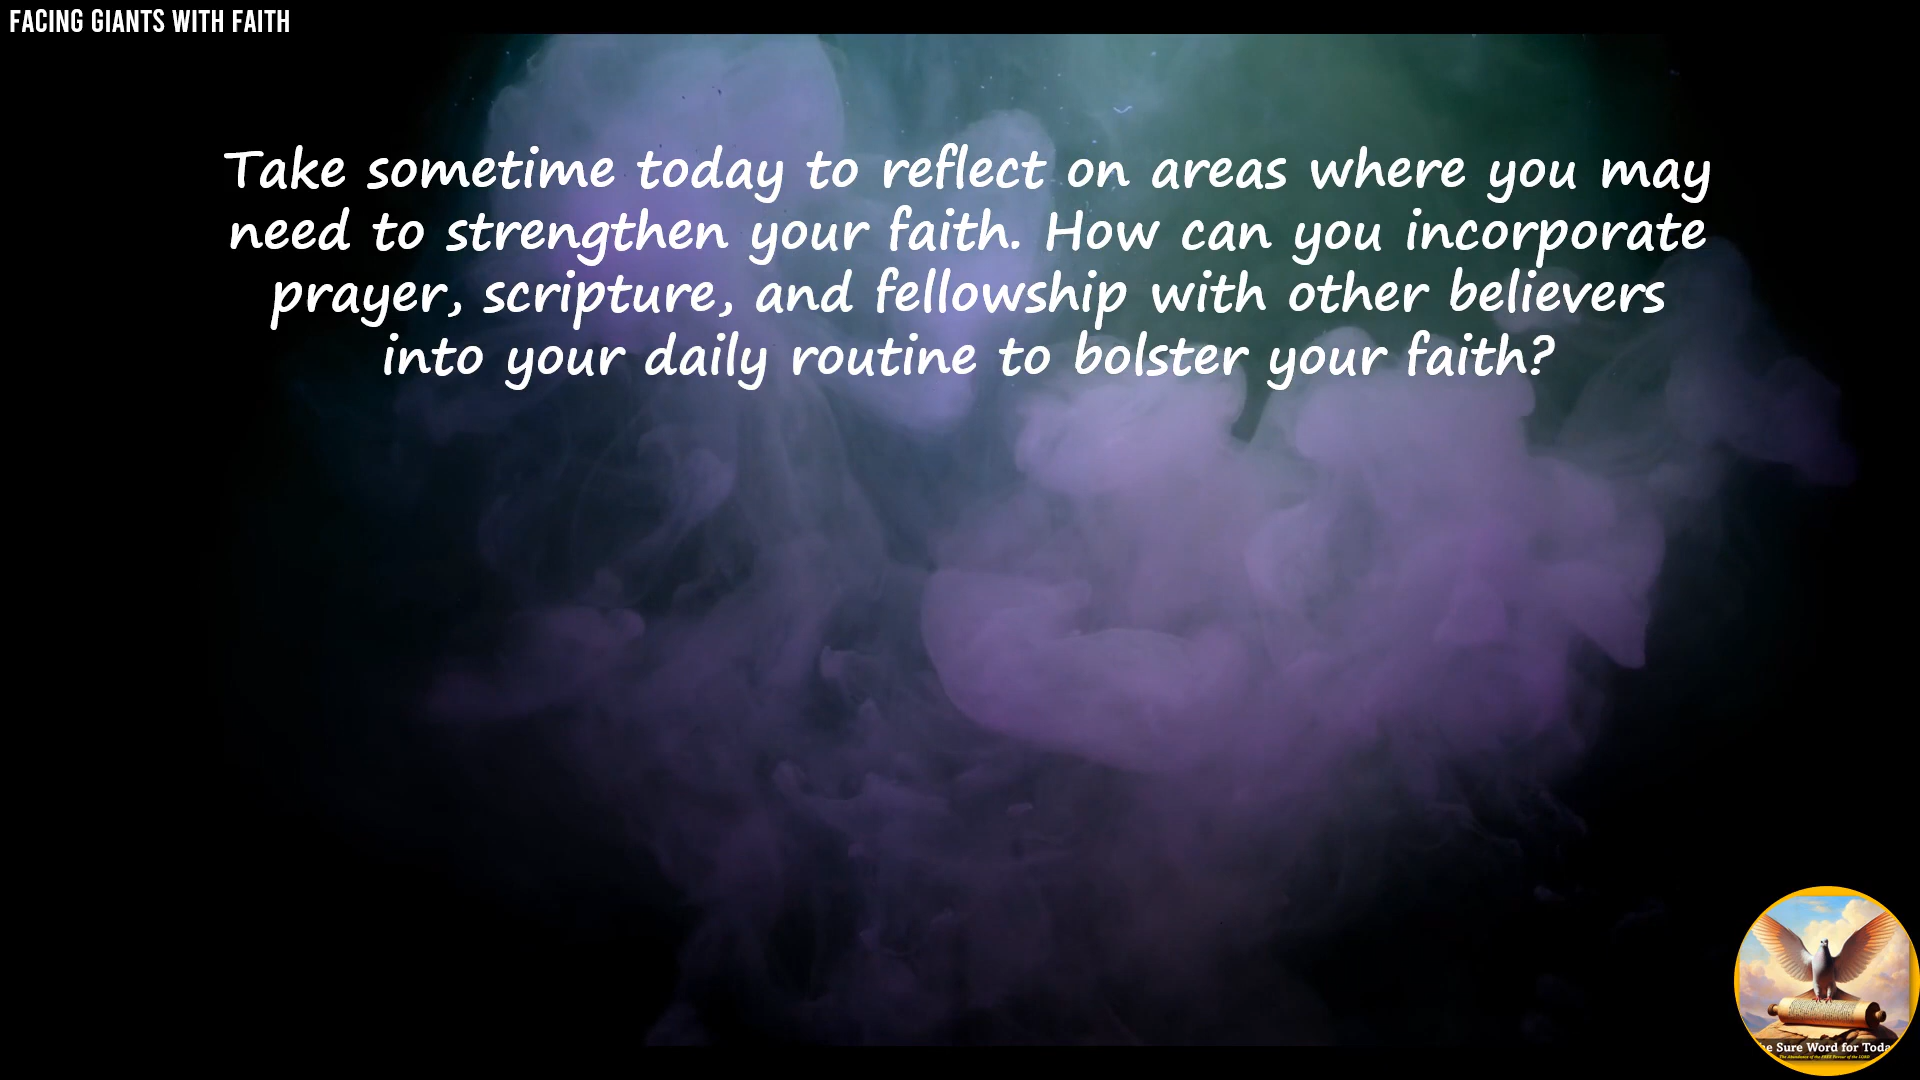 FACING GIANTS WITH FAITH
Take sometime today to reflect on areas where you may
need to strengthen your faith. How can you incorporate
prayer, scripture, and fellowship with other believers
into your daily routine to bolster your faith?
Sure Word for